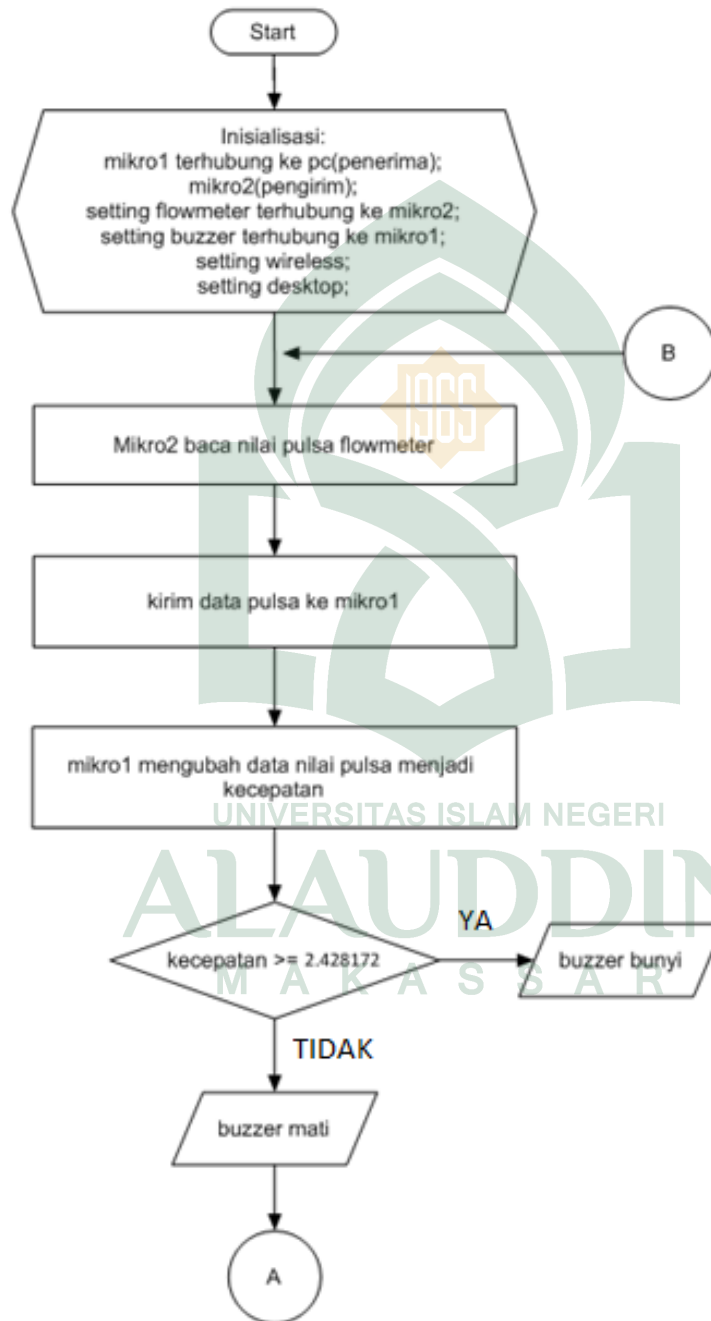 Start
Inisialisasi:
mikro1 terhubung ke pc(penerima);
mikro2(pengirim);
setting flowmeter terhubung ke mikro2;
setting buzzer terhubung ke mikro1;
setting wireless;
setting desktop;
B
1965
Mikro2 baca nilai pulsa flowmeter
kirim data pulsa ke mikro1
mikro1 mengubah data nilai pulsa menjadi
kecepatan
UNIVERSITAS ISLAM NEGERI
ALAUDDIN
YA
kecepatan >= 2.428172
buzzer bunyi
MAKASSAR
TIDAK
buzzer mati
A